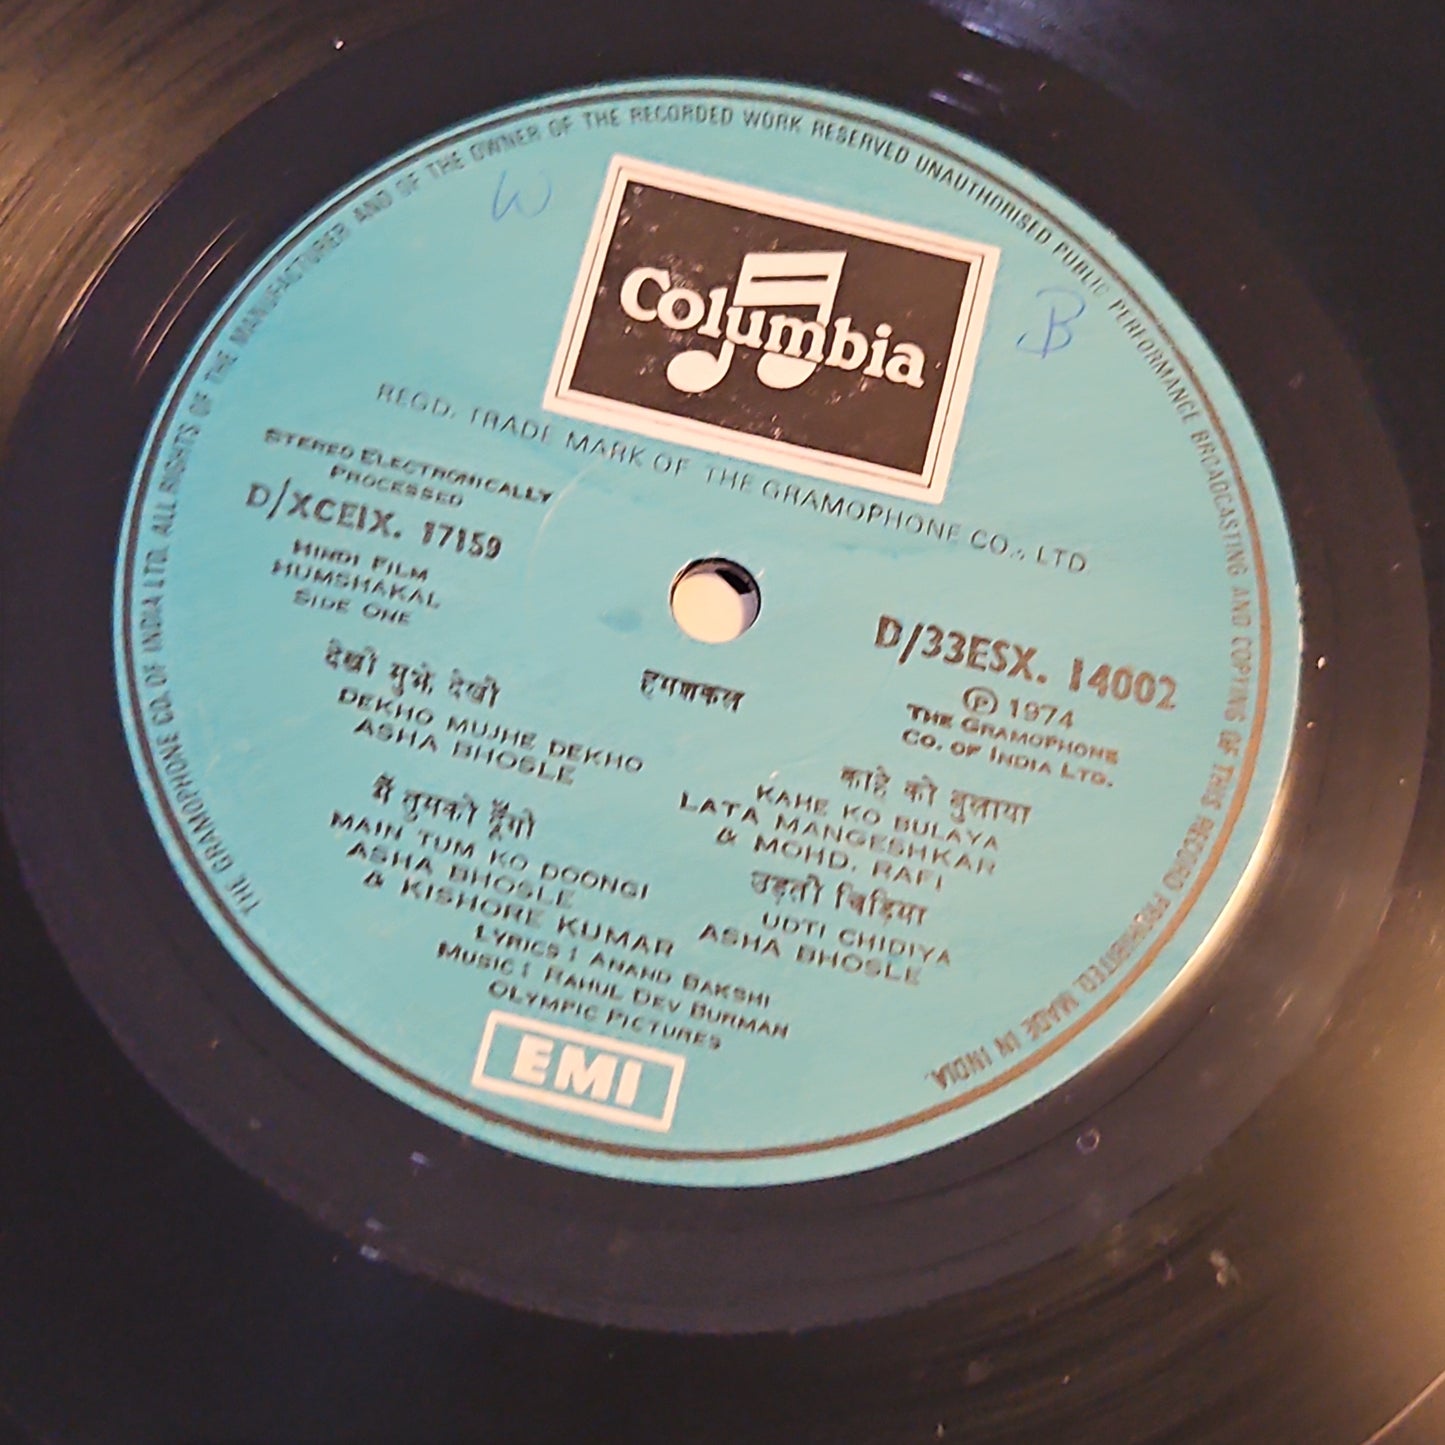 THE GRAMOPHONE CO. OF INDIA LTD. ALL RIGHTS OF THE MANUFACTURER AND OF THE OWNER OF THE RECORDED WORK RESERVED UNAUTHORISED PUBLIC PERFORMANCE BROADCASTING AND COPYING OF THIS RECORD PROHIBITED. MADE IN INDIA.
W
B
Columbia
REGD. TRADE MARK OF THE GRAMOPHONE CO., LTD.
STEREO ELECTRONICALLY
PROCESSED
D/XCEIX. 17159
HINDI FILM
HUMSHAKAL
SIDE ONE
D/33ESX. 14002
Ⓟ 1974
THE GRAMOPHONE
CO. OF INDIA LTD.
हमशकल
देखो मुझे देखो
DEKHO MUJHE DEKHO
ASHA BHOSLE
मैं तुमको दूँगी
MAIN TUM KO DOONGI
ASHA BHOSLE
& KISHORE KUMAR
काहे को बुलाया
KAHE KO BULAYA
LATA MANGESHKAR
& MOHD. RAFI
उड़ती चिड़िया
UDTI CHIDIYA
ASHA BHOSLE
LYRICS : ANAND BAKSHI
MUSIC : RAHUL DEV BURMAN
OLYMPIC PICTURES
EMI